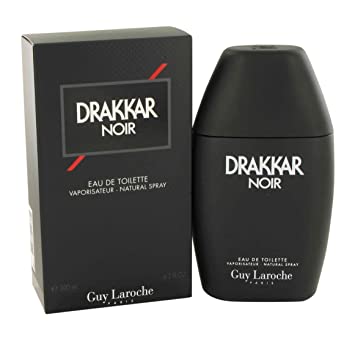 DRAKKAR
NOIR
EAU DE TOILETTE
VAPORISATEUR - NATURAL SPRAY
Guy Laroche
PARIS
DRAKKAR
NOIR
EAU DE TOILETTE
VAPORISATEUR - NATURAL SPRAY
Guy Laroche
PARIS